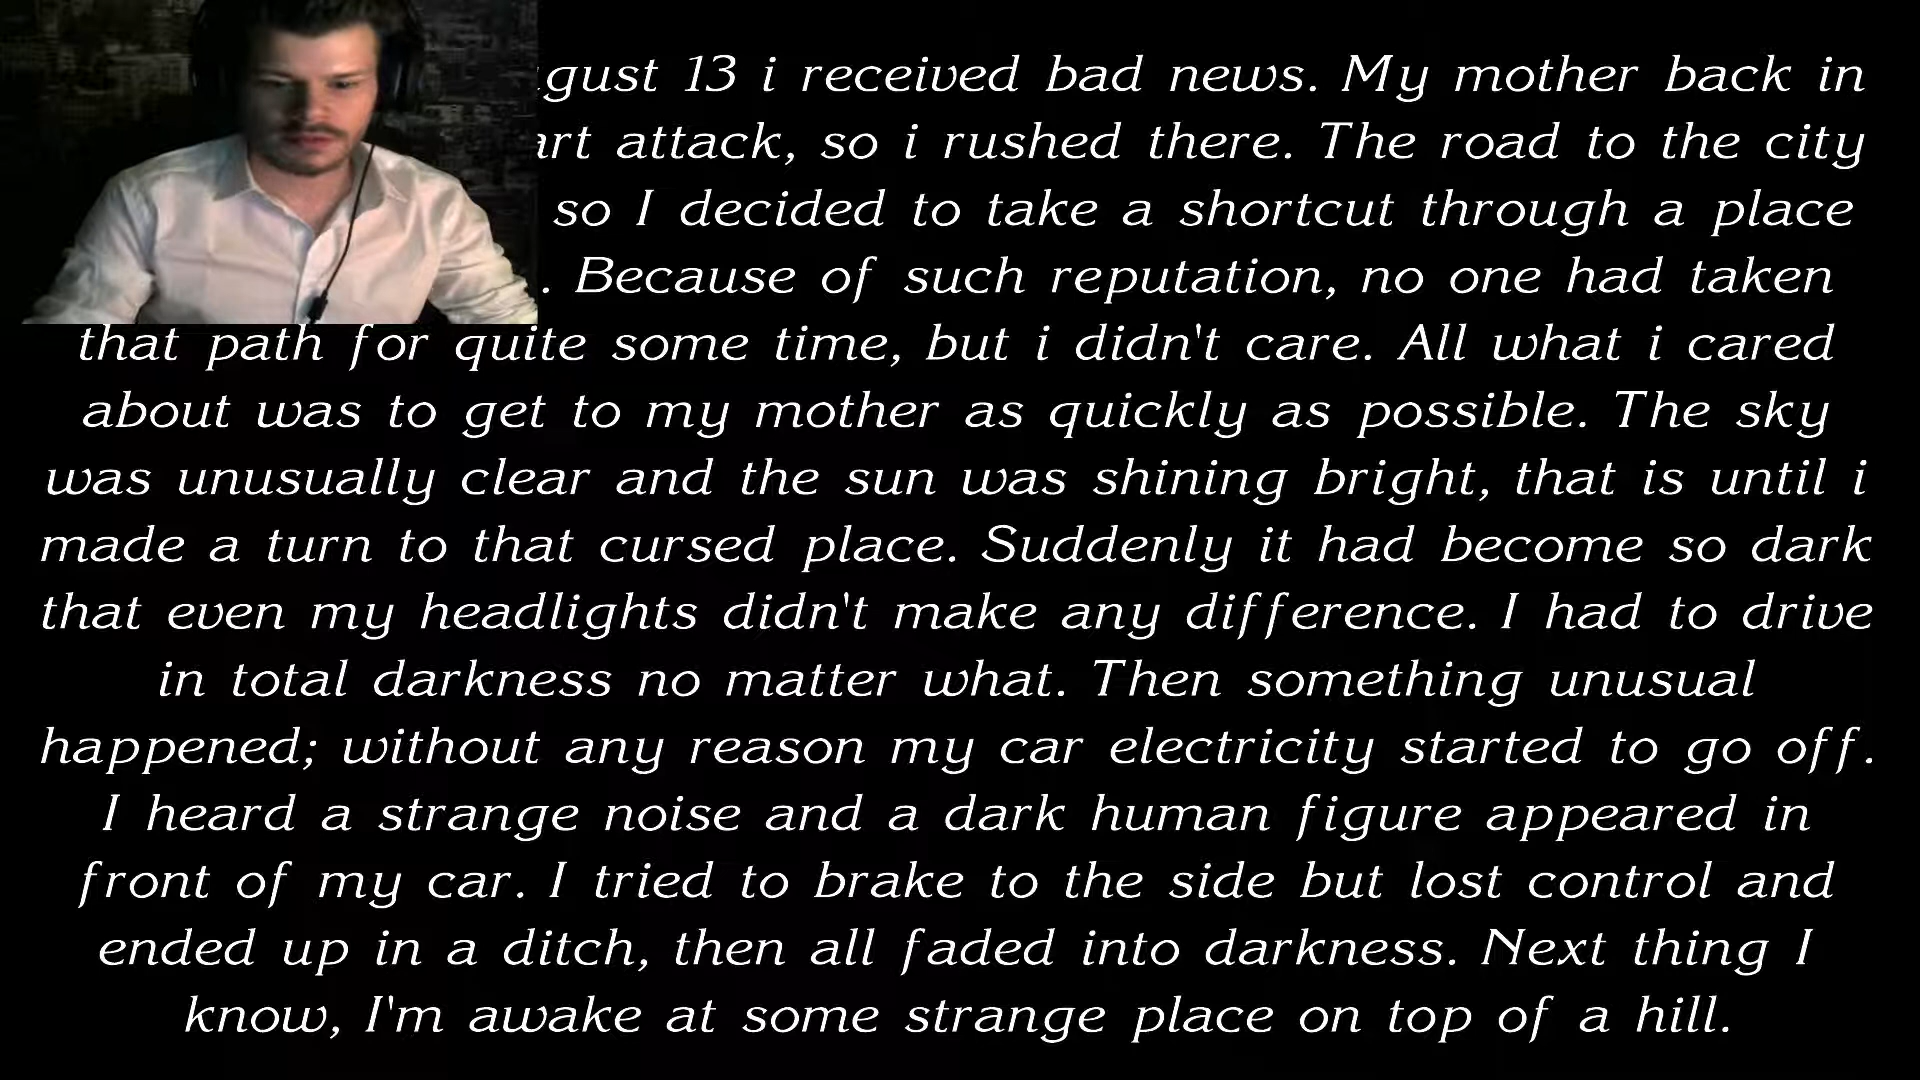 13 i received bad news. My mother back in
attack, so i rushed there. The road to the city
so I decided to take a shortcut through a place
. Because of such reputation, no one had taken
that path for quite some time, but i didn't care. All what i cared
about was to get to my mother as quickly as possible. The sky
was unusually clear and the sun was shining bright, that is until i
made a turn to that cursed place. Suddenly it had become so dark
that even my headlights didn't make any difference. I had to drive
in total darkness no matter what. Then something unusual
happened; without any reason my car electricity started to go off.
I heard a strange noise and a dark human figure appeared in
front of my car. I tried to brake to the side but lost control and
ended up in a ditch, then all faded into darkness. Next thing I
know, I'm awake at some strange place on top of a hill.